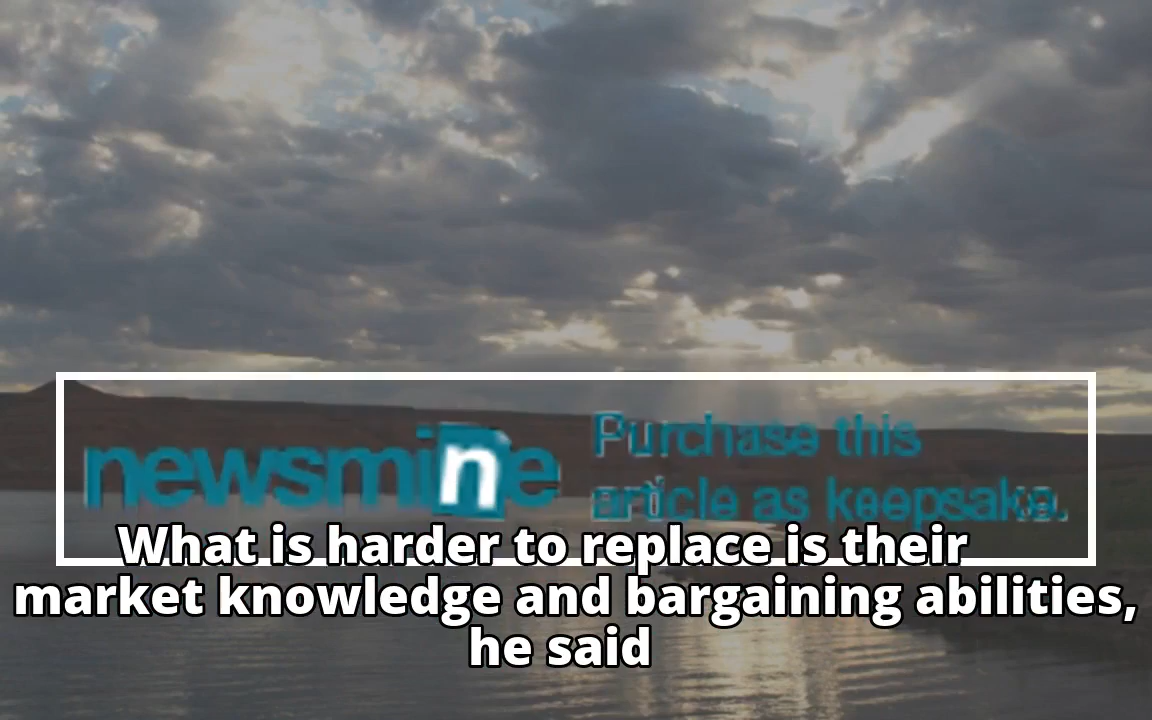 newsmine
Purchase this
article as keepsake.
What is harder to replace is their
market knowledge and bargaining abilities,
he said